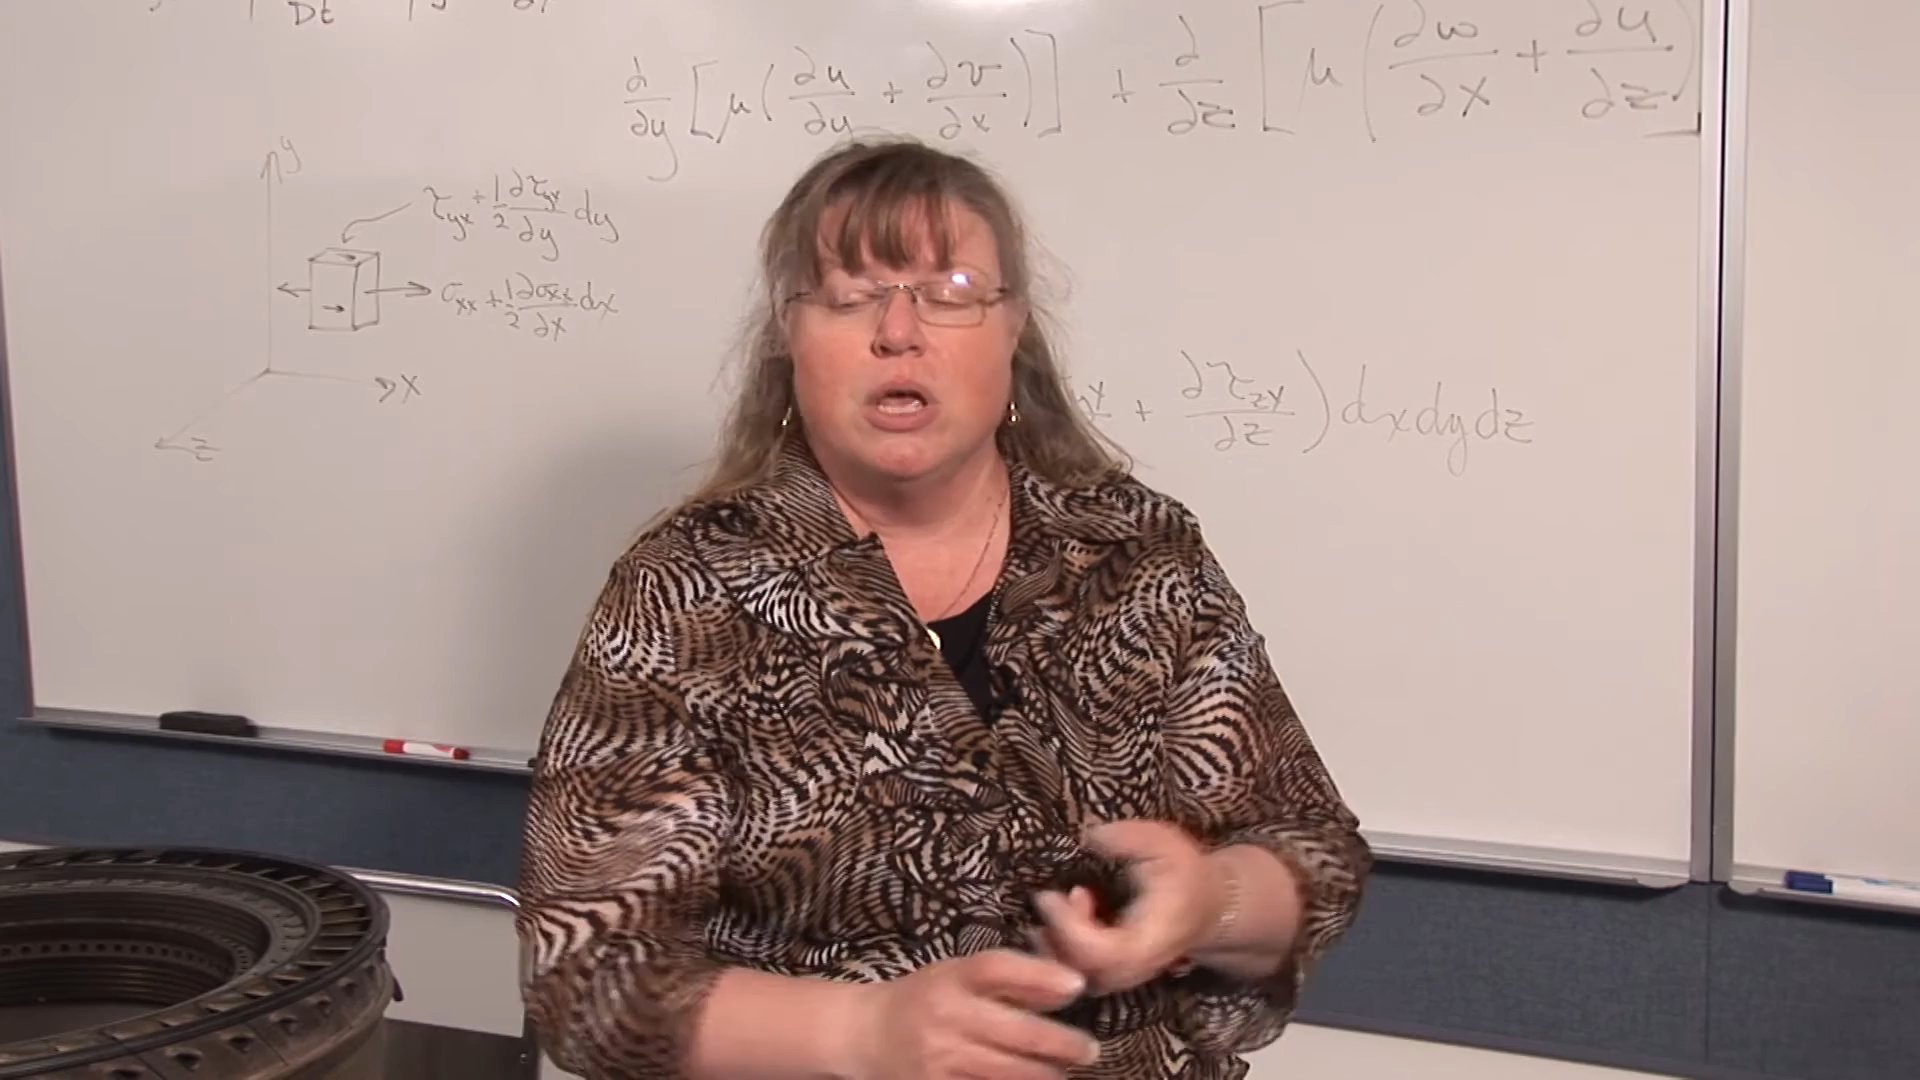 Dt
∂/∂y [μ(∂u/∂y + ∂v/∂x)] + ∂/∂z [μ(∂w/∂x + ∂u/∂z)]
y
τyx + 1/2 ∂τyx/∂y dy
σxx + 1/2 ∂σxx/∂x dx
x
z
+ ∂τzy/∂z) dxdydz